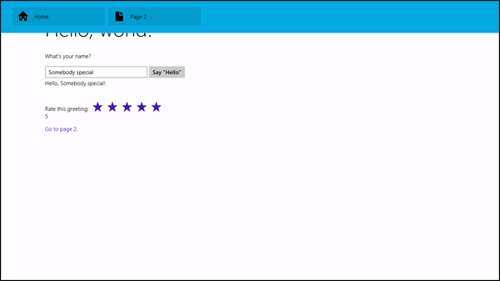 Home Page 2
Hello, world!
What's your name?
Somebody special Say "Hello"
Hello, Somebody special!
Rate this greeting:
5
Go to page 2.